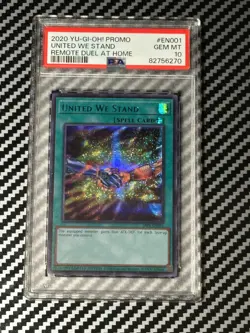 2020 YU-GI-OH! PROMO #EN001
UNITED WE STAND GEM MT
REMOTE DUEL AT HOME 10
PSA 82756270
UNITED WE STAND
[SPELL CARD]